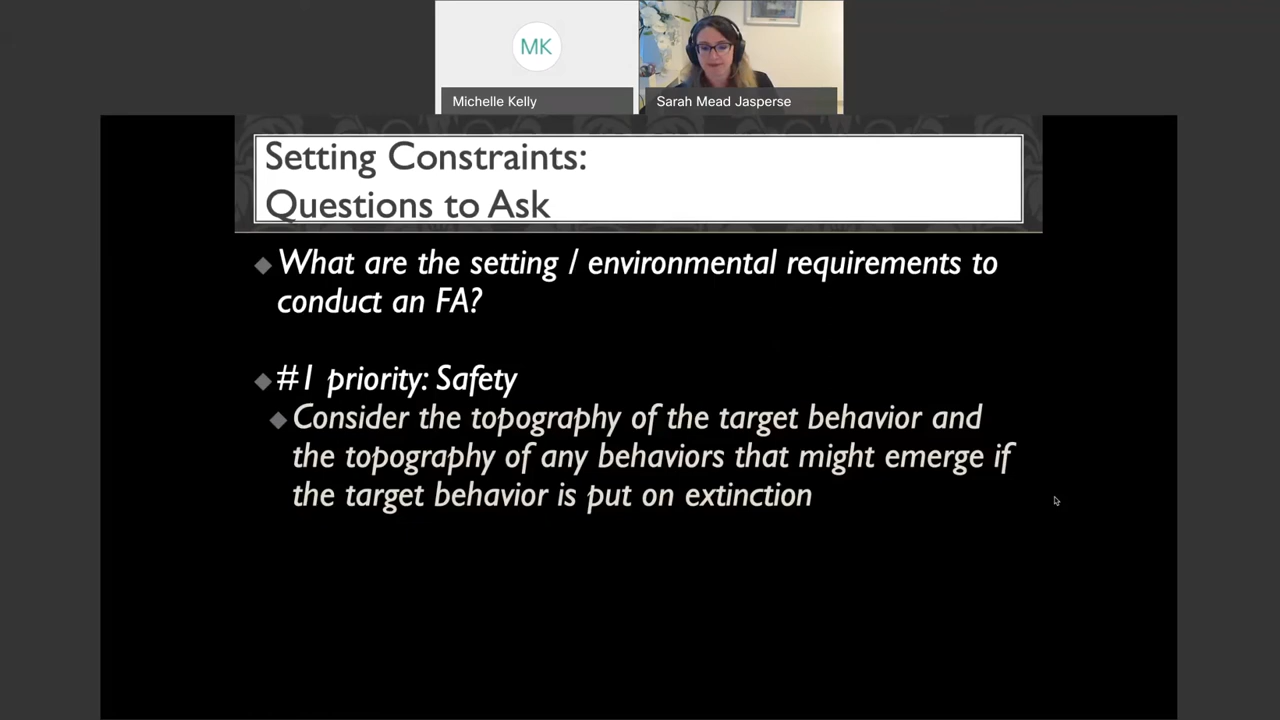 MK
Michelle Kelly
Sarah Mead Jasperse
Setting Constraints:
Questions to Ask
What are the setting / environmental requirements to
conduct an FA?
#1 priority: Safety
Consider the topography of the target behavior and
the topography of any behaviors that might emerge if
the target behavior is put on extinction